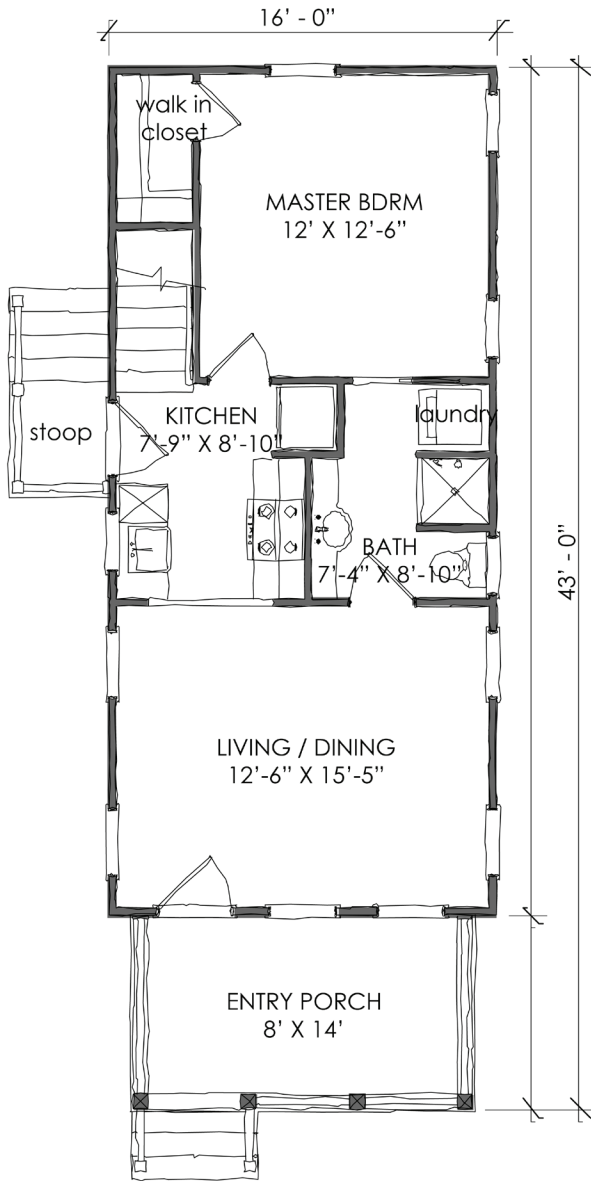 16' - 0"
walk in
closet
MASTER BDRM
12' X 12'-6"
stoop
KITCHEN
7'-9" X 8'-10"
laundry
BATH
7'-4" X 8'-10"
43' - 0"
LIVING / DINING
12'-6" X 15'-5"
ENTRY PORCH
8' X 14'